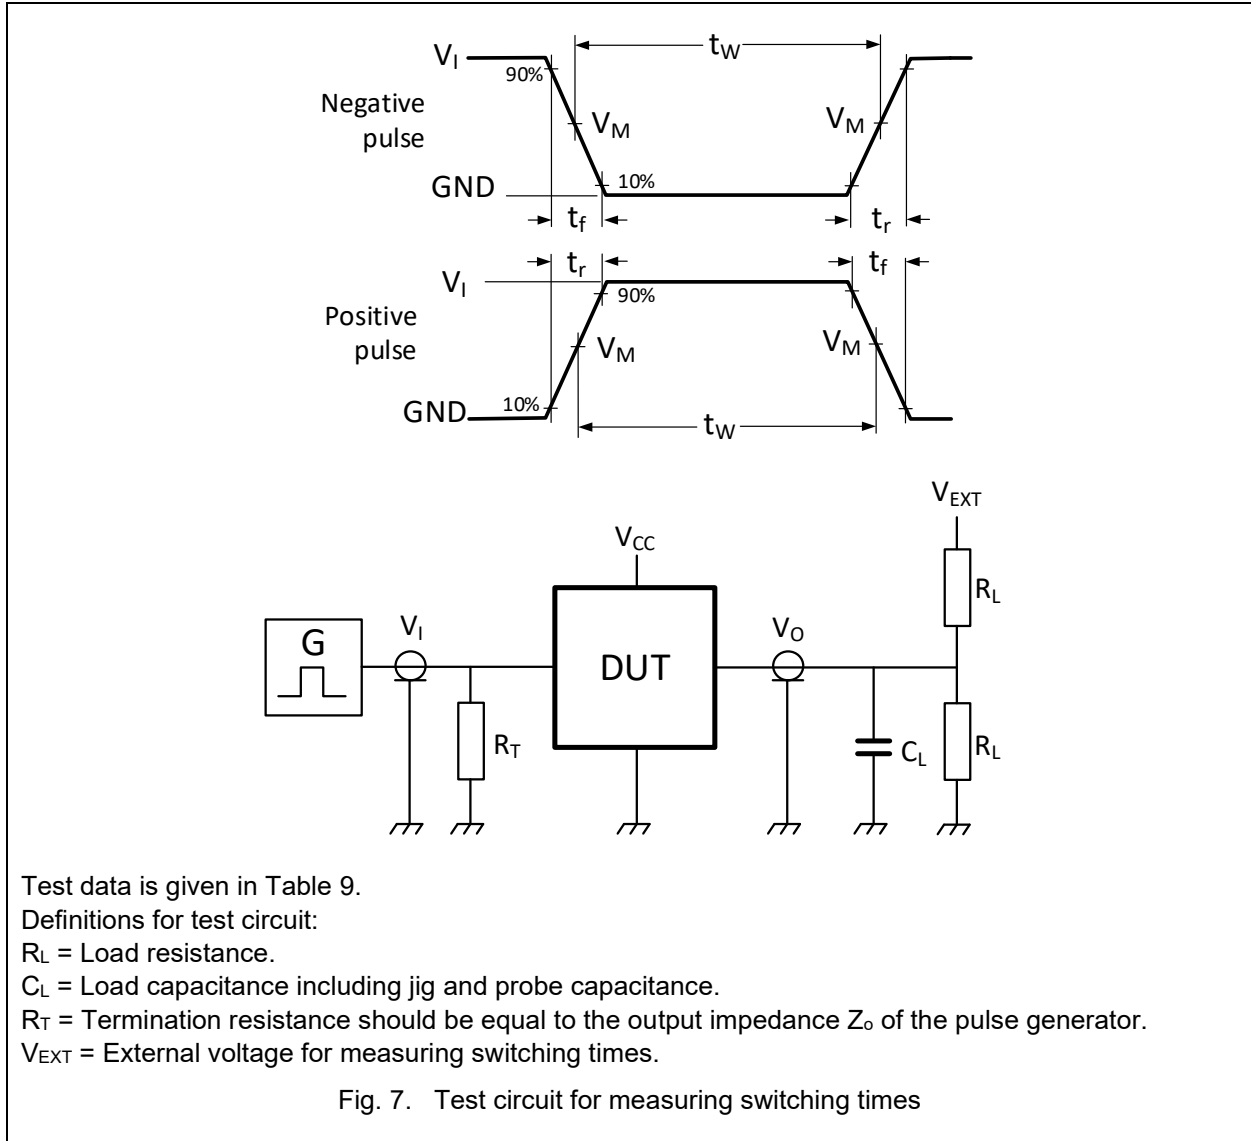 V_I
90%
t_W
Negative
pulse
V_M
V_M
GND
10%
t_f
t_r
t_r
t_f
V_I
90%
Positive
pulse
V_M
V_M
10%
GND
t_W
V_EXT
V_CC
R_L
G
V_I
V_O
DUT
R_T
C_L
R_L
Test data is given in Table 9.
Definitions for test circuit:
R_L = Load resistance.
C_L = Load capacitance including jig and probe capacitance.
R_T = Termination resistance should be equal to the output impedance Z_o of the pulse generator.
V_EXT = External voltage for measuring switching times.
Fig. 7. Test circuit for measuring switching times